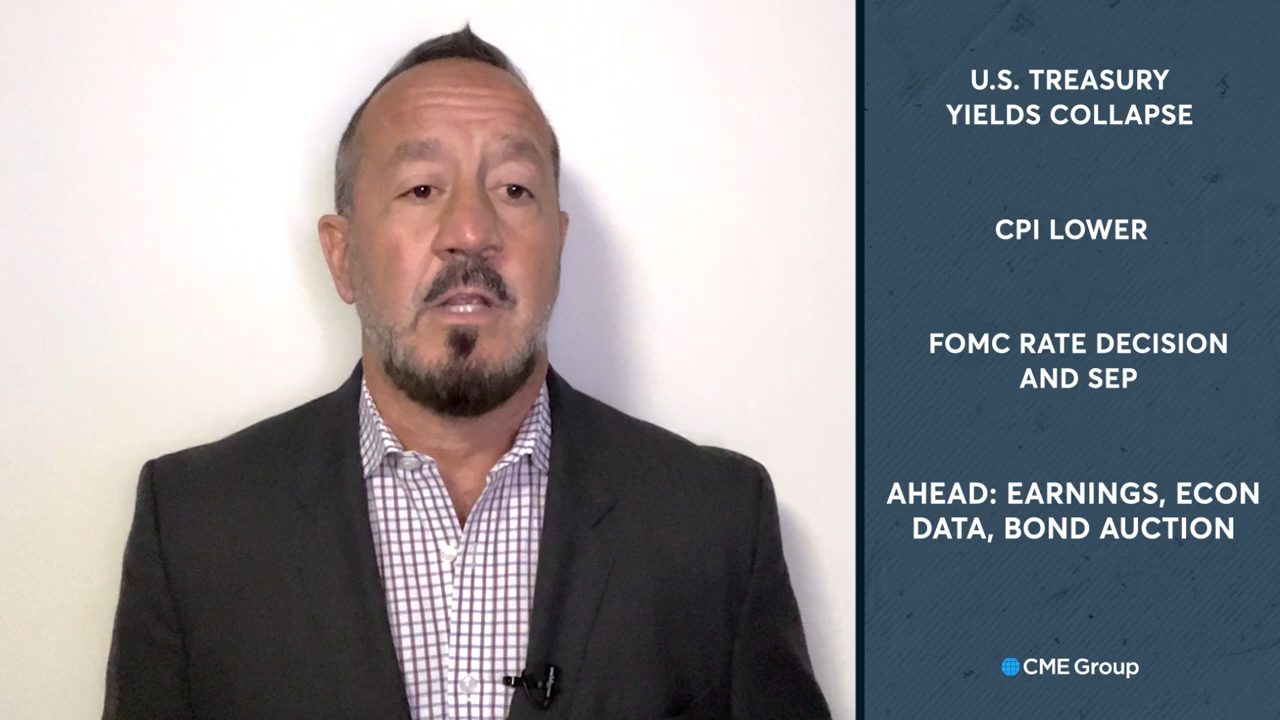 U.S. TREASURY
YIELDS COLLAPSE
CPI LOWER
FOMC RATE DECISION
AND SEP
AHEAD: EARNINGS, ECON
DATA, BOND AUCTION
CME Group